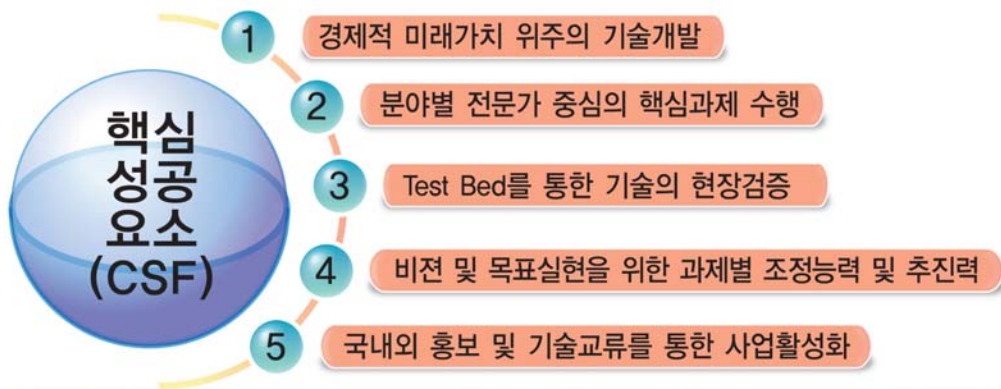 핵심
성공
요소
(CSF)
1 경제적 미래가치 위주의 기술개발
2 분야별 전문가 중심의 핵심과제 수행
3 Test Bed를 통한 기술의 현장검증
4 비젼 및 목표실현을 위한 과제별 조정능력 및 추진력
5 국내외 홍보 및 기술교류를 통한 사업활성화